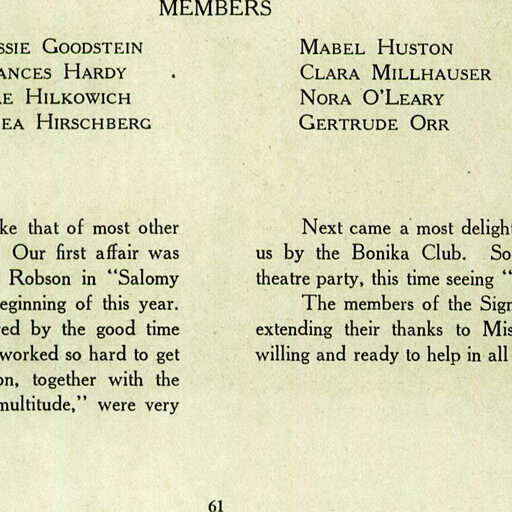 MEMBERS
SSIE GOODSTEIN
ANCES HARDY
E HILKOWICH
EA HIRSCHBERG
MABEL HUSTON
CLARA MILLHAUSER
NORA O'LEARY
GERTRUDE ORR
ke that of most other
Our first affair was
Robson in "Salomy
eginning of this year.
ed by the good time
worked so hard to get
on, together with the
multitude," were very
Next came a most delight
us by the Bonika Club. So
theatre party, this time seeing "
The members of the Sign
extending their thanks to Mis
willing and ready to help in all
61